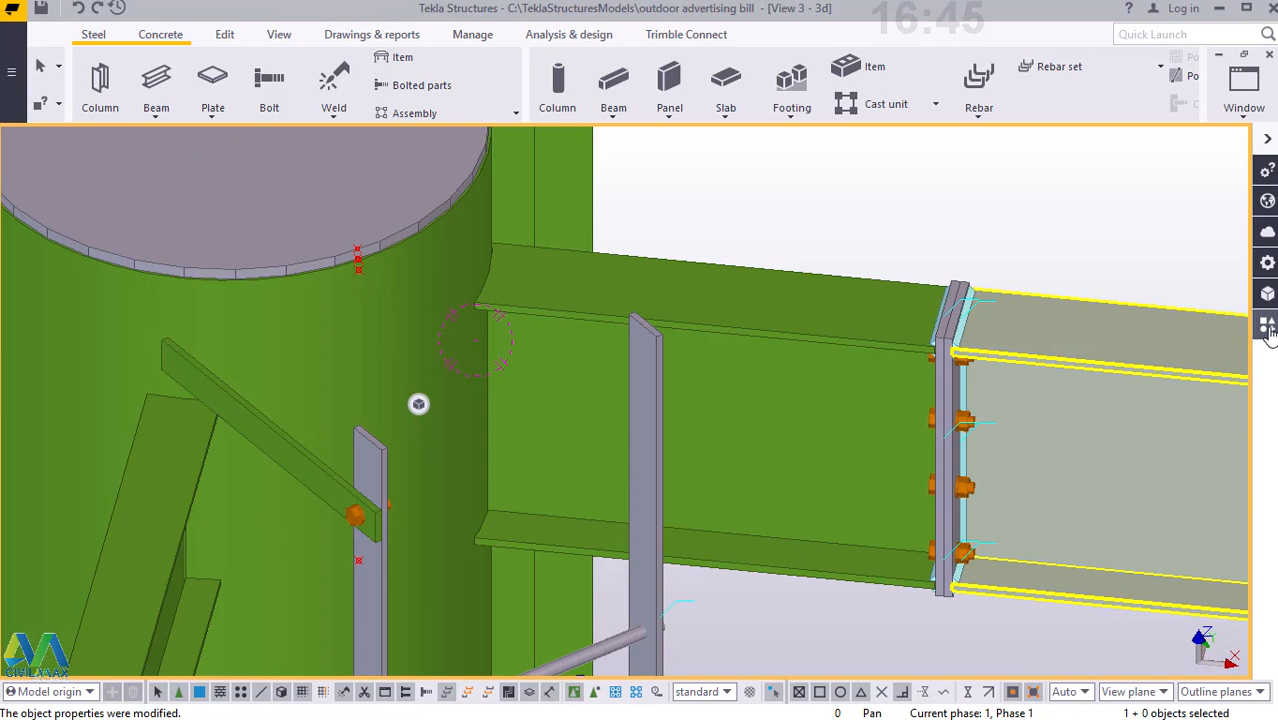 Tekla Structures - C:\TeklaStructuresModels\outdoor advertising bill - [View 3 - 3d]
16:45
Log in
Steel Concrete Edit View Drawings & reports Manage Analysis & design Trimble Connect
Quick Launch
Column Beam Plate Bolt Weld
Item
Bolted parts
Assembly
Column Beam Panel Slab Footing
Item
Cast unit
Rebar
Rebar set
Po
Po
C
Window
Z
X
CIVILMAX
Model origin
standard
Auto
View plane
Outline planes
The object properties were modified.
0 Pan Current phase: 1, Phase 1 1 + 0 objects selected